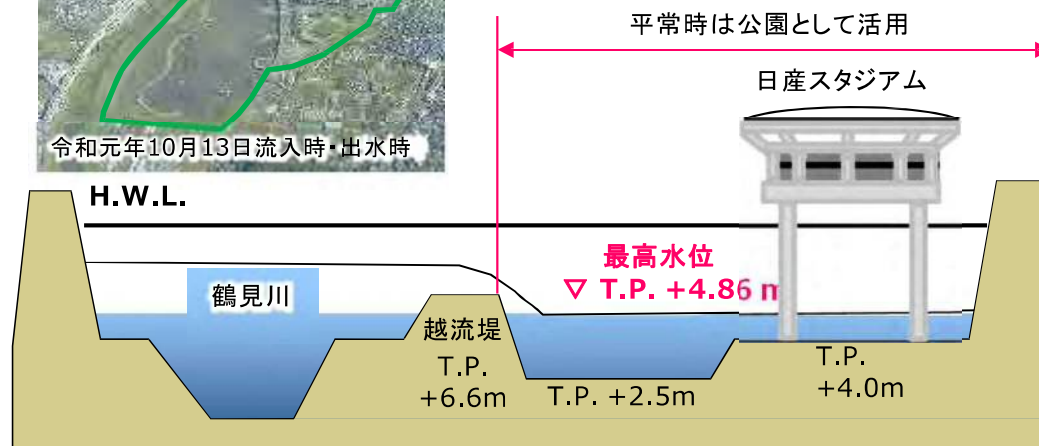 平常時は公園として活用
日産スタジアム
令和元年10月13日流入時・出水時
H.W.L.
最高水位
▽ T.P. +4.86 m
鶴見川
越流堤
T.P.
+6.6m
T.P. +2.5m
T.P.
+4.0m